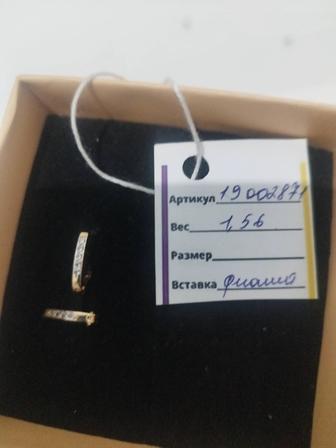 Артикул 19002871
Вес 1,56
Размер
Вставка фианит